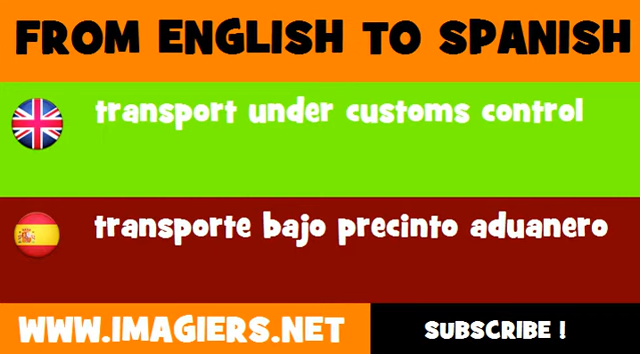 FROM ENGLISH TO SPANISH
transport under customs control
transporte bajo precinto aduanero
WWW.IMAGIERS.NET
SUBSCRIBE !